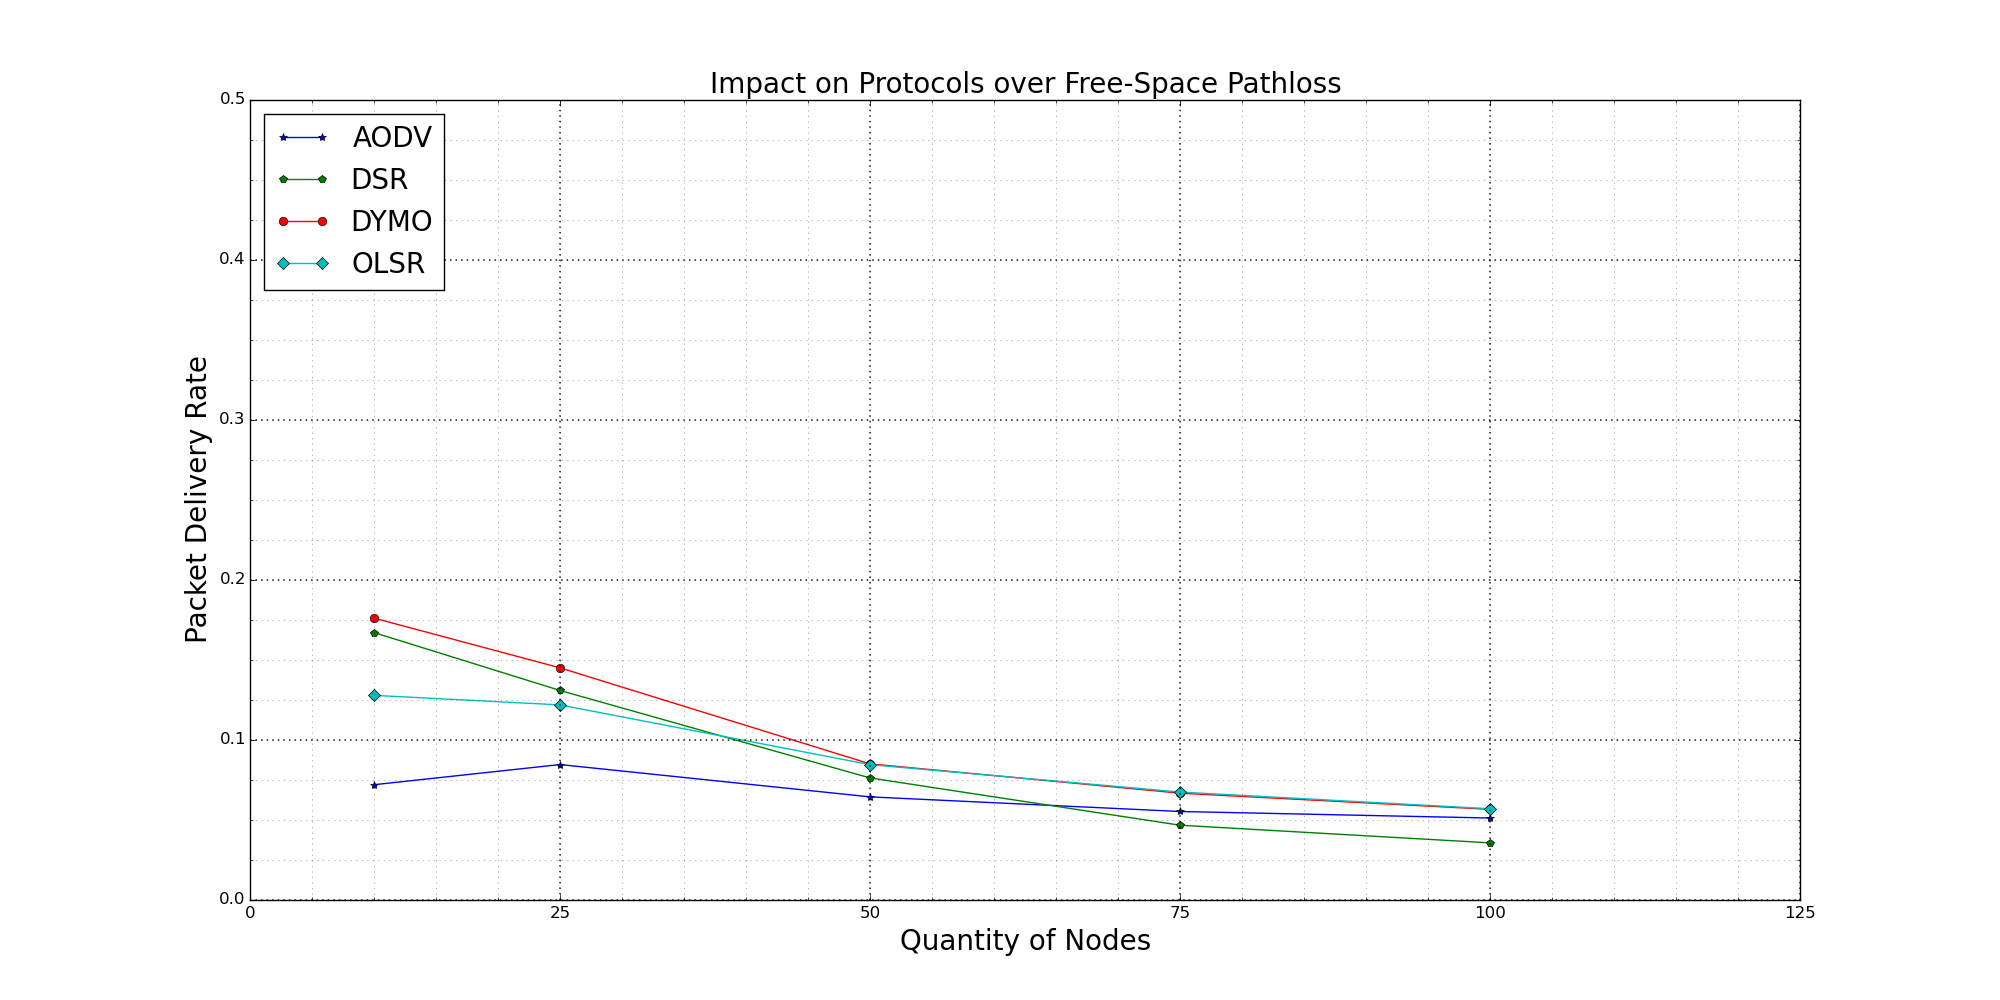 Impact on Protocols over Free-Space Pathloss
0.5
0.4
0.3
0.2
0.1
0.0
Packet Delivery Rate
AODV
DSR
DYMO
OLSR
0 25 50 75 100 125
Quantity of Nodes